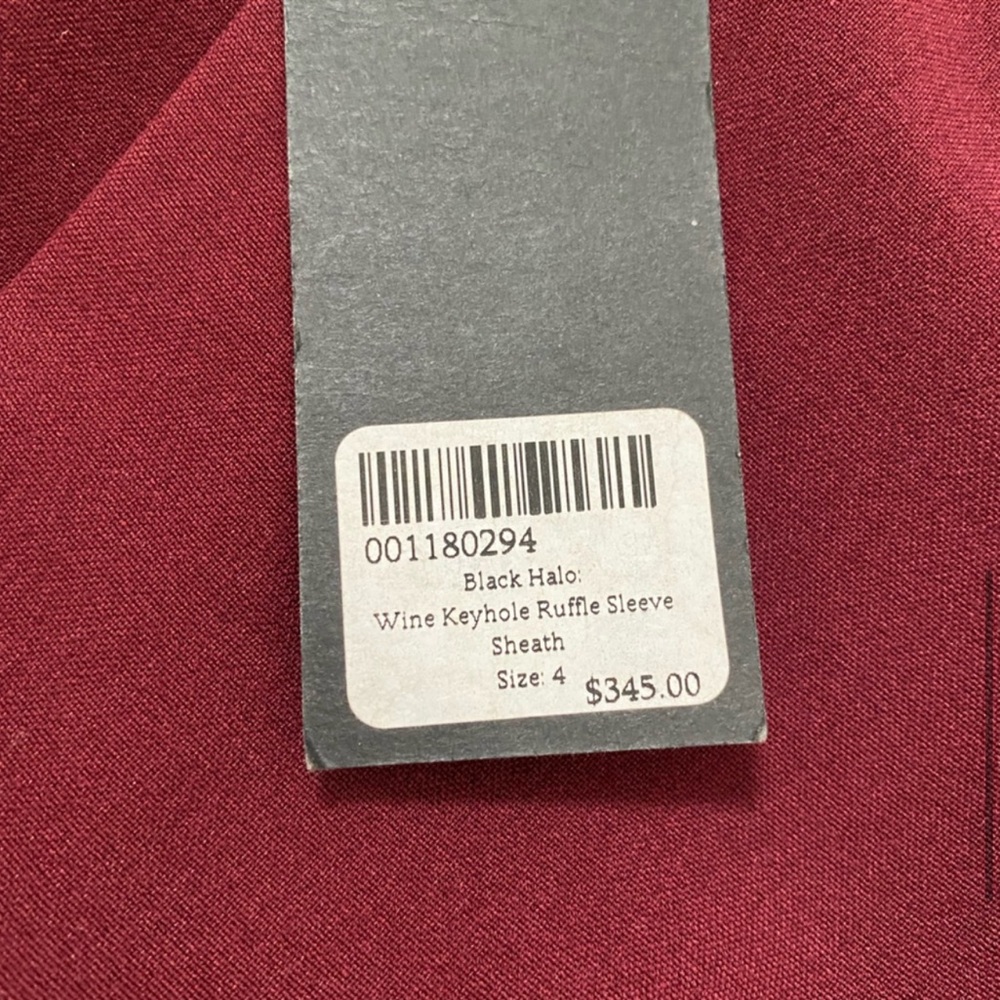 001180294
Black Halo:
Wine Keyhole Ruffle Sleeve
Sheath
Size: 4 $345.00